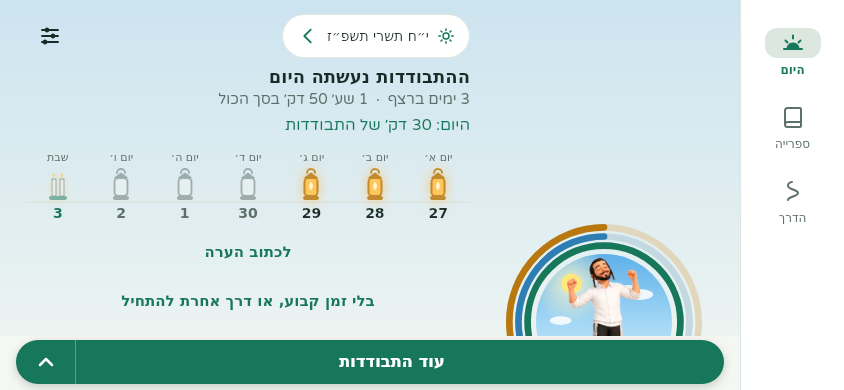 היום
ספרייה
הדרך
י״ח תשרי תשפ״ז
ההתבודדות נעשתה היום
3 ימים ברצף · 1 שע׳ 50 דק׳ בסך הכול
היום: 30 דק׳ של התבודדות
יום א׳ יום ב׳ יום ג׳ יום ד׳ יום ה׳ יום ו׳ שבת
27 28 29 30 1 2 3
לכתוב הערה
בלי זמן קבוע, או דרך אחרת להתחיל
עוד התבודדות